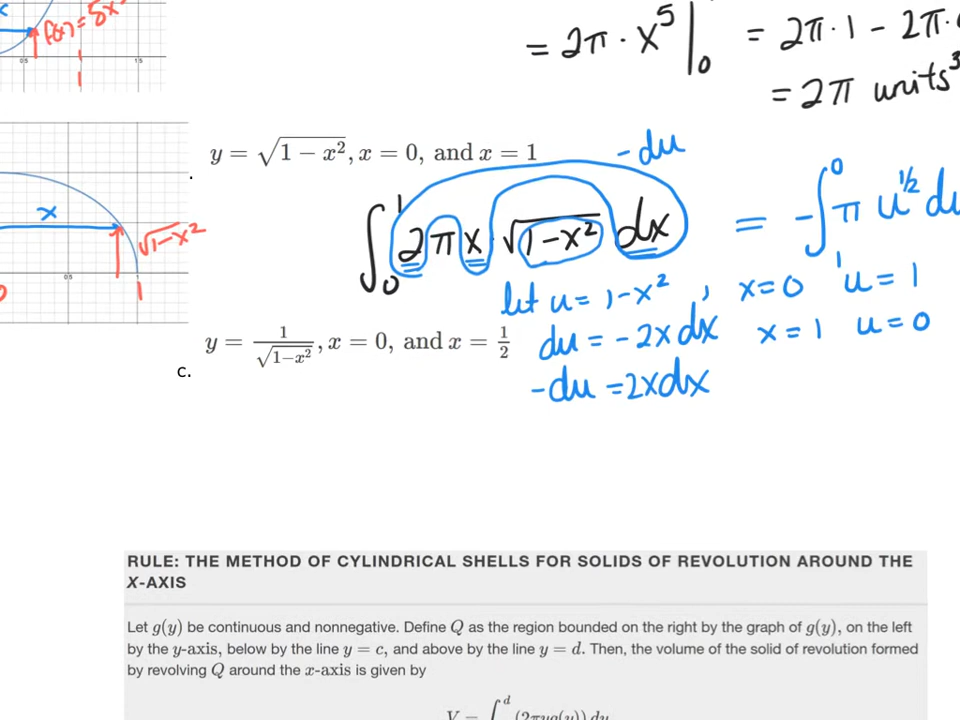 f(x) = 5x
= 2π · x⁵ |₀ = 2π · 1 − 2π ·
0.5 1 1.5
= 2π units³
y = √(1 − x²), x = 0, and x = 1
-du
.
x
∫₀¹ 2πx √(1−x²) dx = -∫₁⁰ π u^(1/2) du
√(1−x²)
0.5
0 1
let u = 1−x² , x=0 u=1
du = −2x dx x=1 u=0
y = 1/√(1−x²), x = 0, and x = 1/2
c.
-du = 2x dx
RULE: THE METHOD OF CYLINDRICAL SHELLS FOR SOLIDS OF REVOLUTION AROUND THE
X-AXIS
Let g(y) be continuous and nonnegative. Define Q as the region bounded on the right by the graph of g(y), on the left
by the y-axis, below by the line y = c, and above by the line y = d. Then, the volume of the solid of revolution formed
by revolving Q around the x-axis is given by
V = ∫ᵈ (2πyg(y)) dy